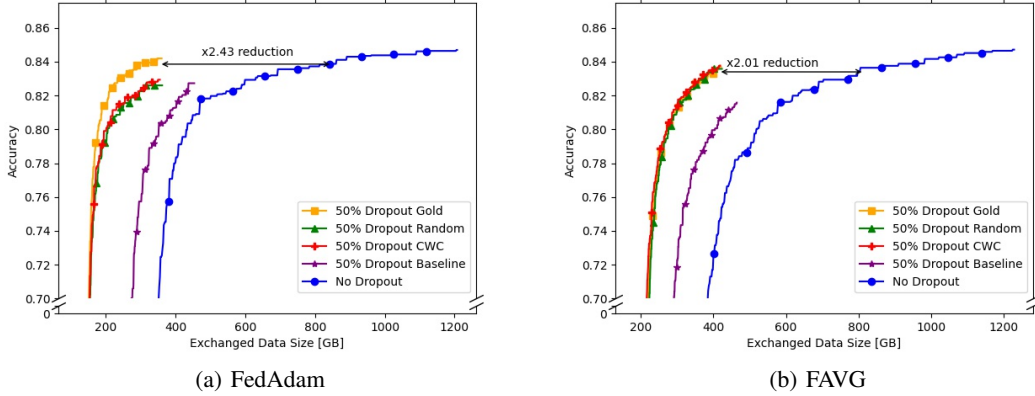 0.86
0.84
0.82
0.80
0.78
0.76
0.74
0.72
0.70
0
Accuracy
x2.43 reduction
50% Dropout Gold
50% Dropout Random
50% Dropout CWC
50% Dropout Baseline
No Dropout
200 400 600 800 1000 1200
Exchanged Data Size [GB]
(a) FedAdam
0.86
0.84
0.82
0.80
0.78
0.76
0.74
0.72
0.70
0
Accuracy
x2.01 reduction
50% Dropout Gold
50% Dropout Random
50% Dropout CWC
50% Dropout Baseline
No Dropout
200 400 600 800 1000 1200
Exchanged Data Size [GB]
(b) FAVG